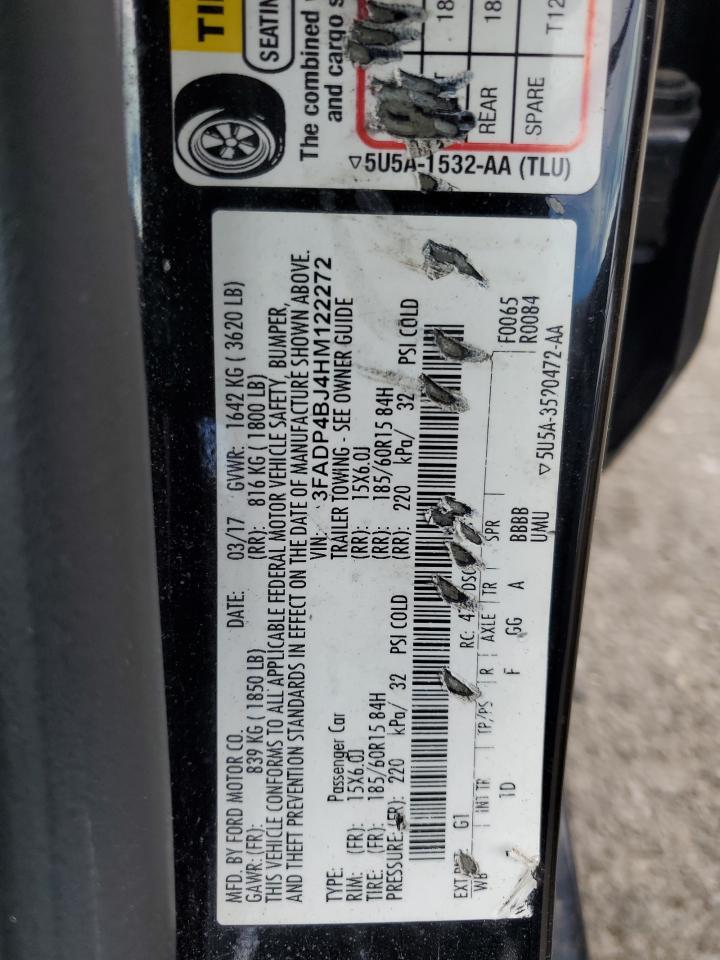 TI
SEATIN
The combined
and cargo s
18
18
T12
REAR
SPARE
▽5U5A-1532-AA (TLU)
MFD. BY FORD MOTOR CO. DATE: 03/17 GVWR: 1642 KG ( 3620 LB)
GAWR: (FR): 839 KG ( 1850 LB) (RR): 816 KG ( 1800 LB)
THIS VEHICLE CONFORMS TO ALL APPLICABLE FEDERAL MOTOR VEHICLE SAFETY, BUMPER,
AND THEFT PREVENTION STANDARDS IN EFFECT ON THE DATE OF MANUFACTURE SHOWN ABOVE.
VIN: 3FADP4BJ4HM122272
TYPE: Passenger Car TRAILER TOWING - SEE OWNER GUIDE
RIM: (FR): 15X6.0J (RR): 15X6.0J
TIRE: (FR): 185/60R15 84H (RR): 185/60R15 84H
PRESSURE: (FR): 220 kPa/ 32 PSI COLD (RR): 220 kPa/ 32 PSI COLD
F0065
R0084
EXT G1 RC: 4 DSO
WB INT TR TP/PS R AXLE TR SPR
1D F GG A BBBB
UMU
▽5U5A-3520472-AA